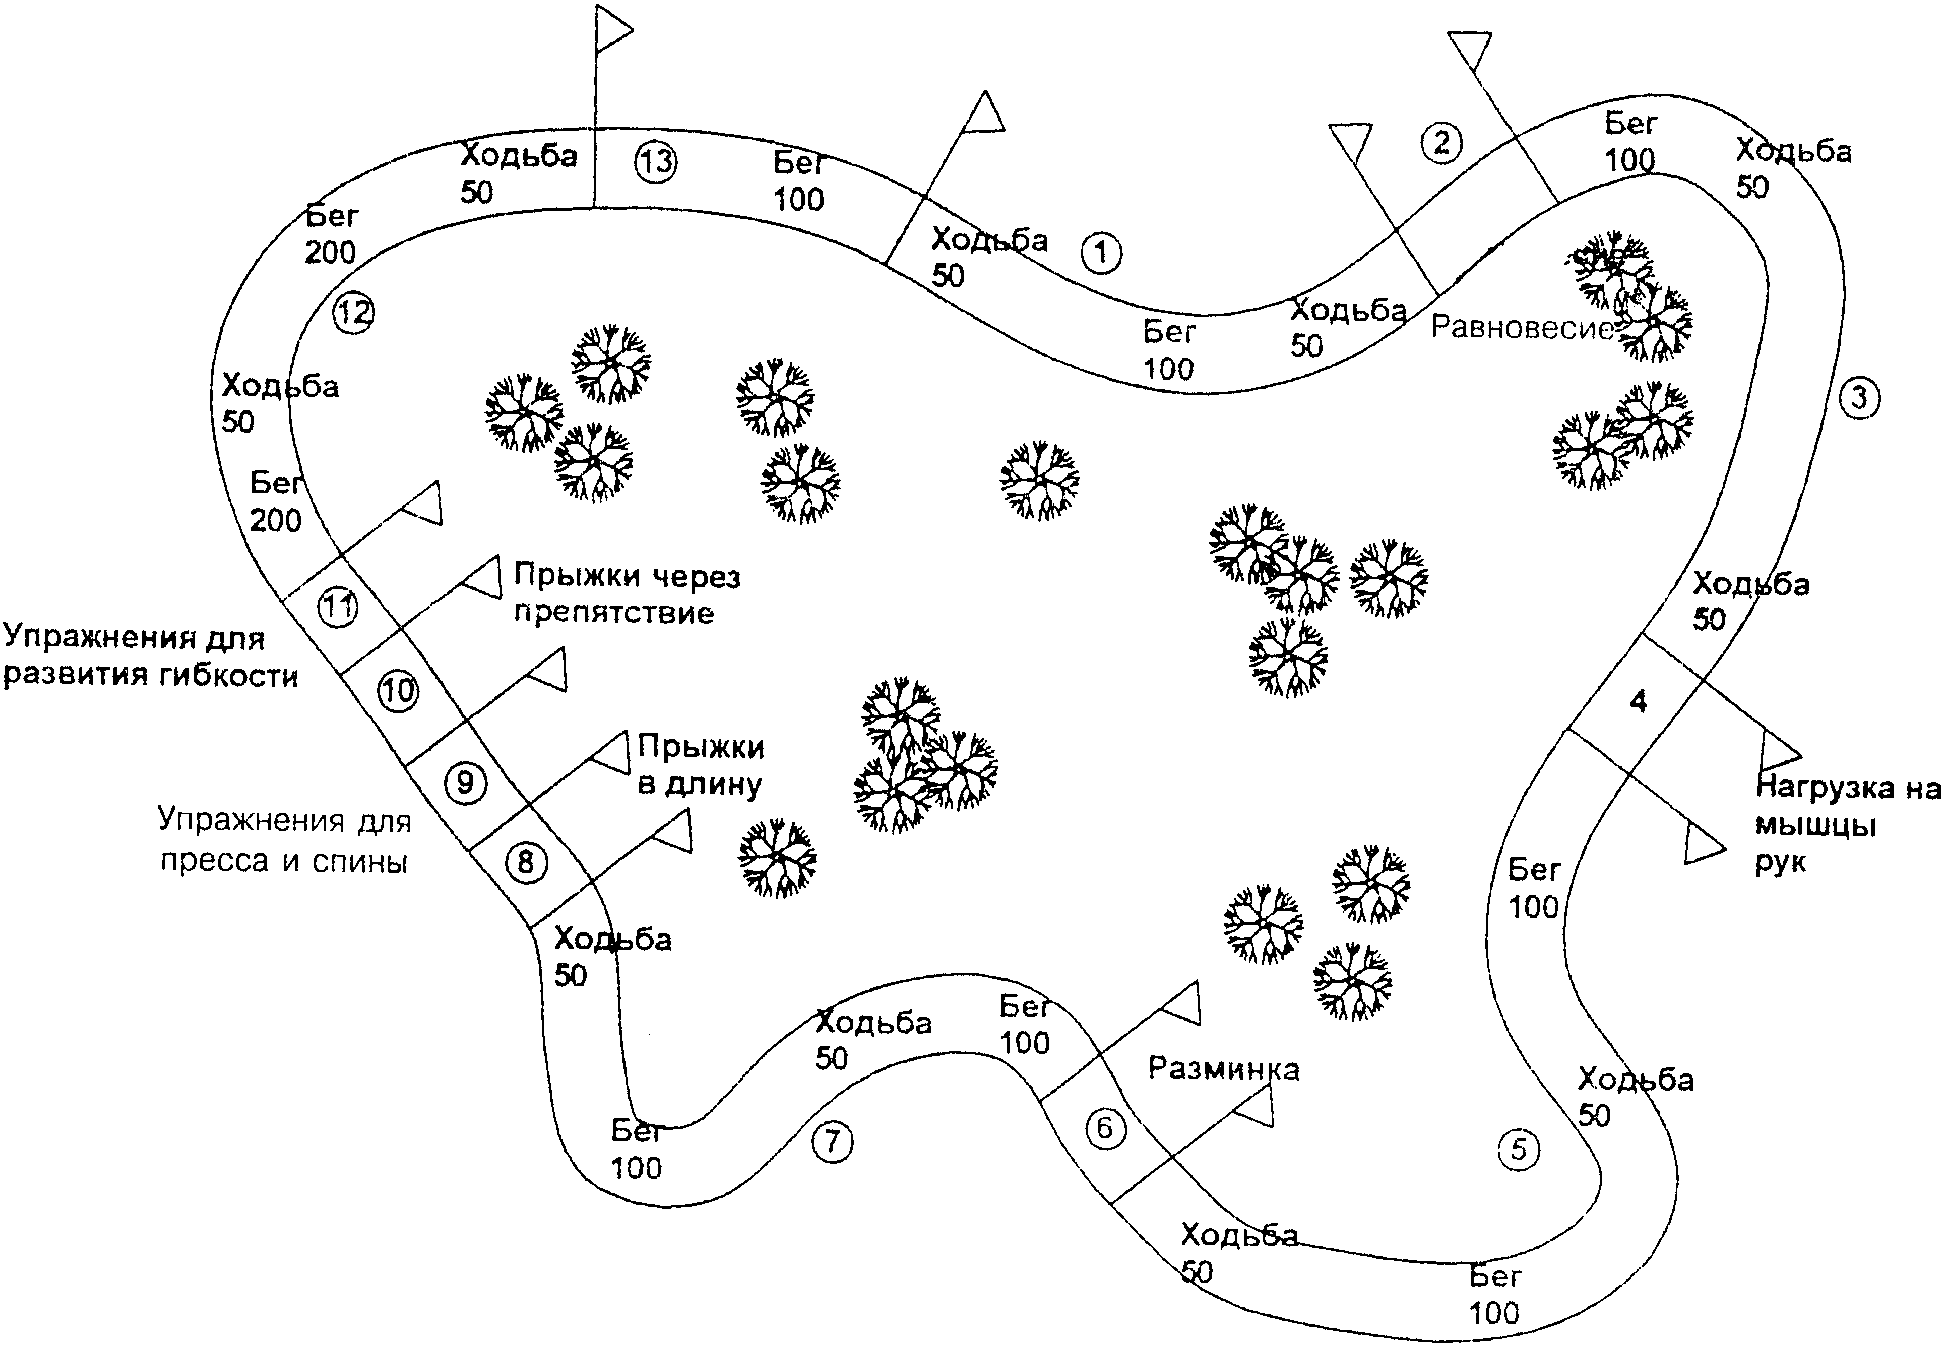 Ходьба
50
13
Бег
100
Ходьба
50
1
Бег
100
Ходьба
50
2
Равновесие
Бег
100
Ходьба
50
3
Ходьба
50
4
Нагрузка на
мышцы
рук
Бег
100
Ходьба
50
5
Бег
100
Ходьба
50
6
Разминка
Бег
100
Ходьба
50
7
Бег
100
Ходьба
50
8
Упражнения для
пресса и спины
9
Прыжки
в длину
10
Упражнения для
развития гибкости
11
Прыжки через
препятствие
Бег
200
Ходьба
50
12
Бег
200